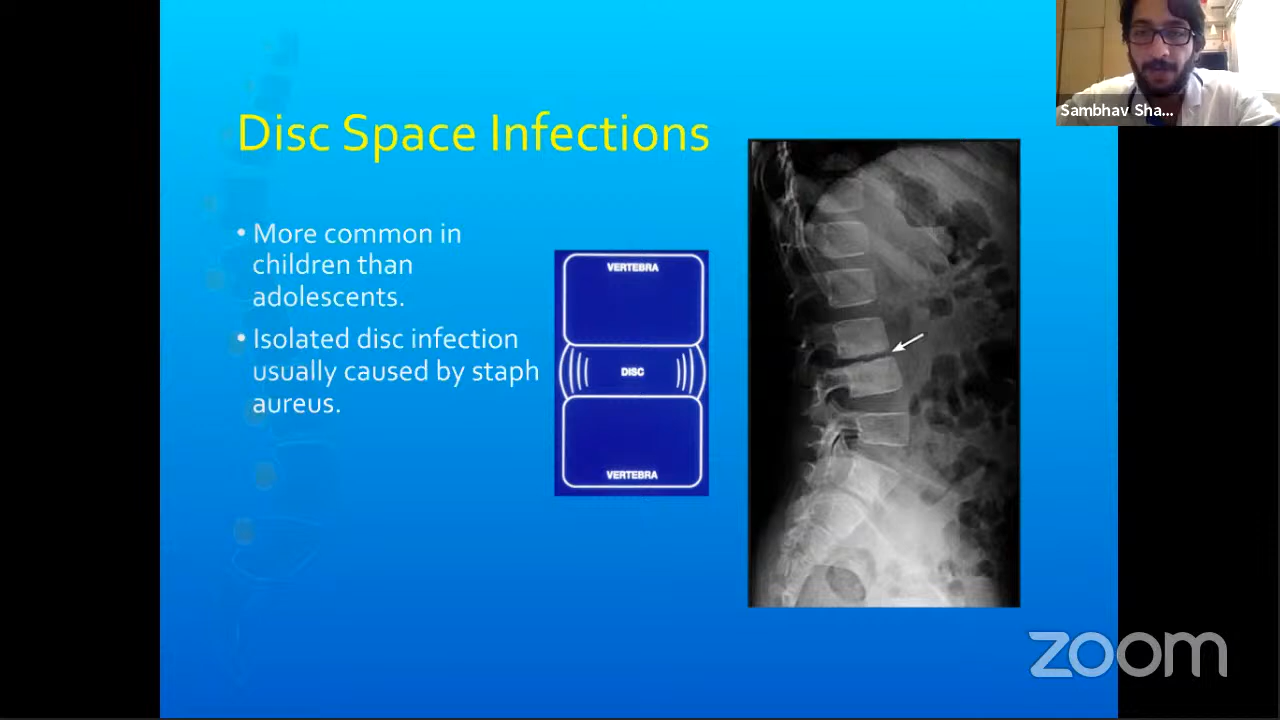 Sambhav Sha...
Disc Space Infections
• More common in
children than
adolescents.
• Isolated disc infection
usually caused by staph
aureus.
VERTEBRA
DISC
VERTEBRA
zoom